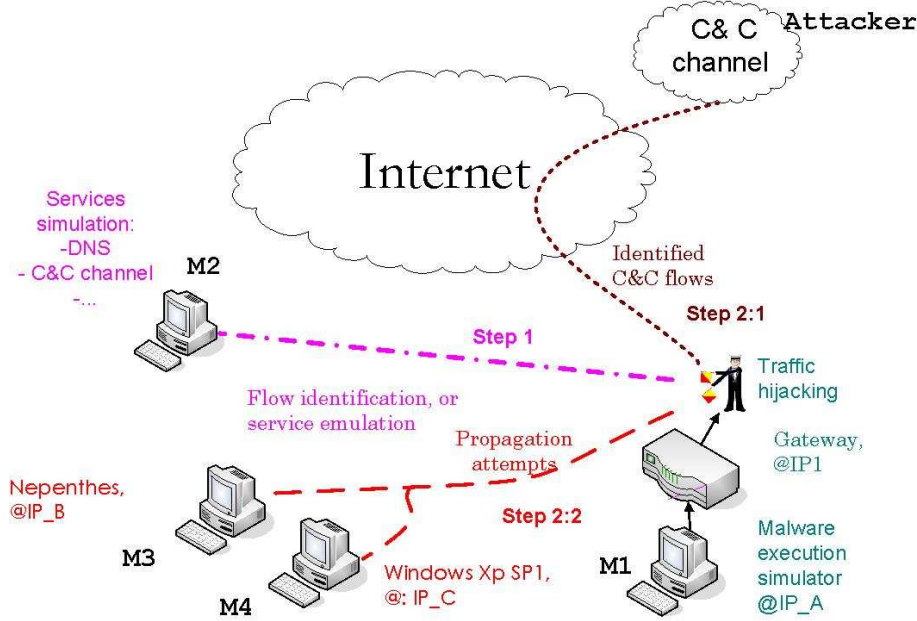 C& C
channel
Attacker
Internet
Services
simulation:
-DNS
- C&C channel
-...
M2
Identified
C&C flows
Step 2:1
Step 1
Traffic
hijacking
Flow identification, or
service emulation
Propagation
attempts
Gateway,
@IP1
Nepenthes,
@IP_B
Step 2:2
M3
M4
Windows Xp SP1,
@: IP_C
M1
Malware
execution
simulator
@IP_A